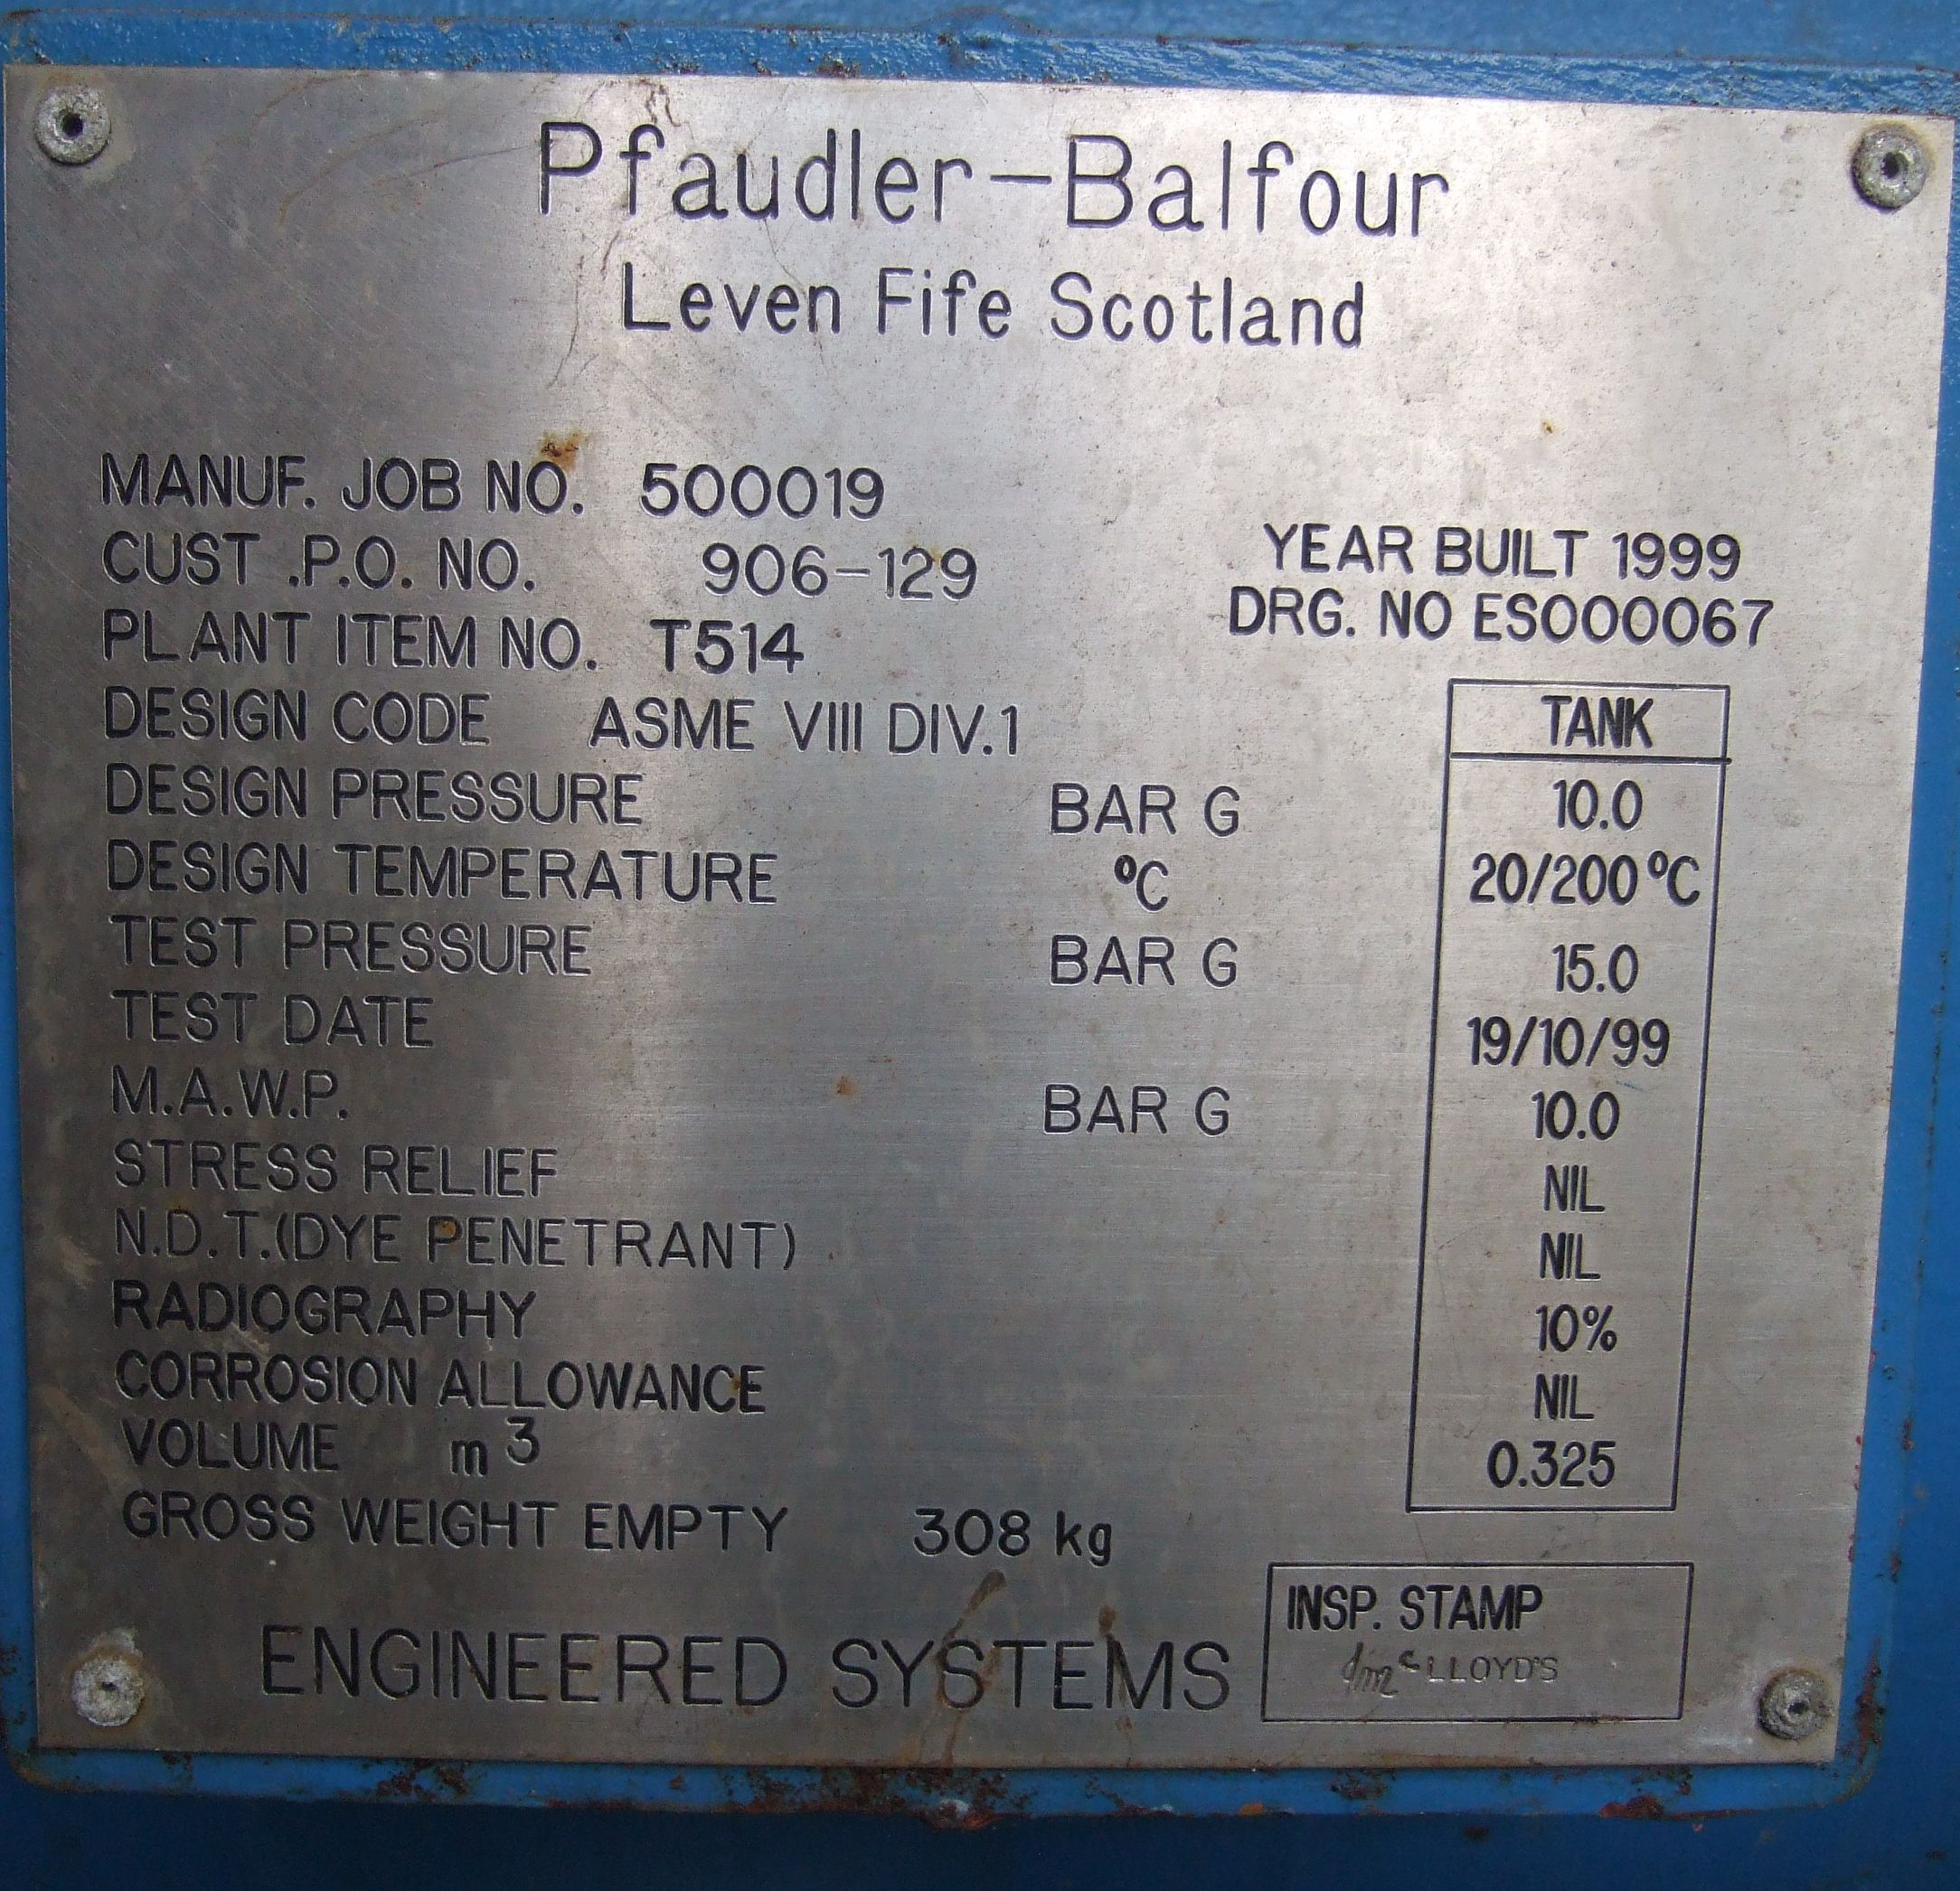 Pfaudler-Balfour
Leven Fife Scotland
MANUF. JOB NO. 500019
CUST .P.O. NO. 906-129
YEAR BUILT 1999
PLANT ITEM NO. T514
DRG. NO ES000067
DESIGN CODE ASME VIII DIV.1
TANK
DESIGN PRESSURE BAR G 10.0
DESIGN TEMPERATURE °C 20/200 °C
TEST PRESSURE BAR G 15.0
TEST DATE 19/10/99
M.A.W.P. BAR G 10.0
STRESS RELIEF NIL
N.D.T.(DYE PENETRANT) NIL
RADIOGRAPHY 10%
CORROSION ALLOWANCE NIL
VOLUME m³ 0.325
GROSS WEIGHT EMPTY 308 kg
INSP. STAMP
LLOYD'S
ENGINEERED SYSTEMS